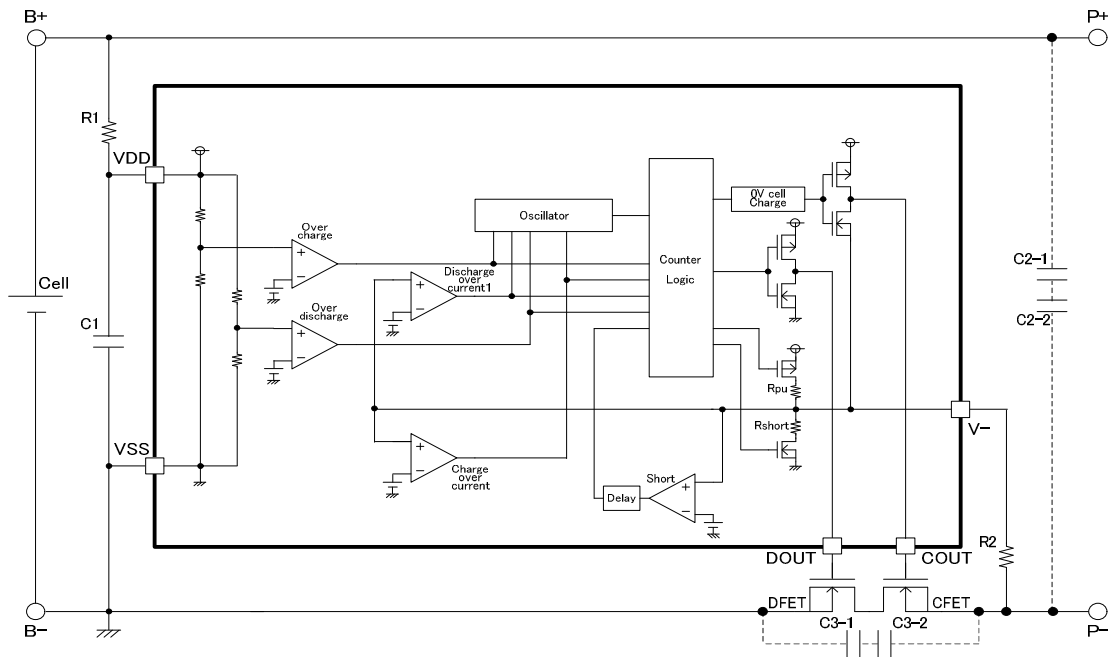 B+
P+
R1
VDD
Over
charge
Oscillator
Discharge
over
current1
Counter
Logic
0V cell
Charge
C2-1
C2-2
Cell
C1
Over
discharge
Rpu
Rshort
V-
VSS
Charge
over
current
Short
Delay
DOUT
COUT
R2
DFET
CFET
C3-1
C3-2
B-
P-
+
−
+
−
+
−
+
−
+
−